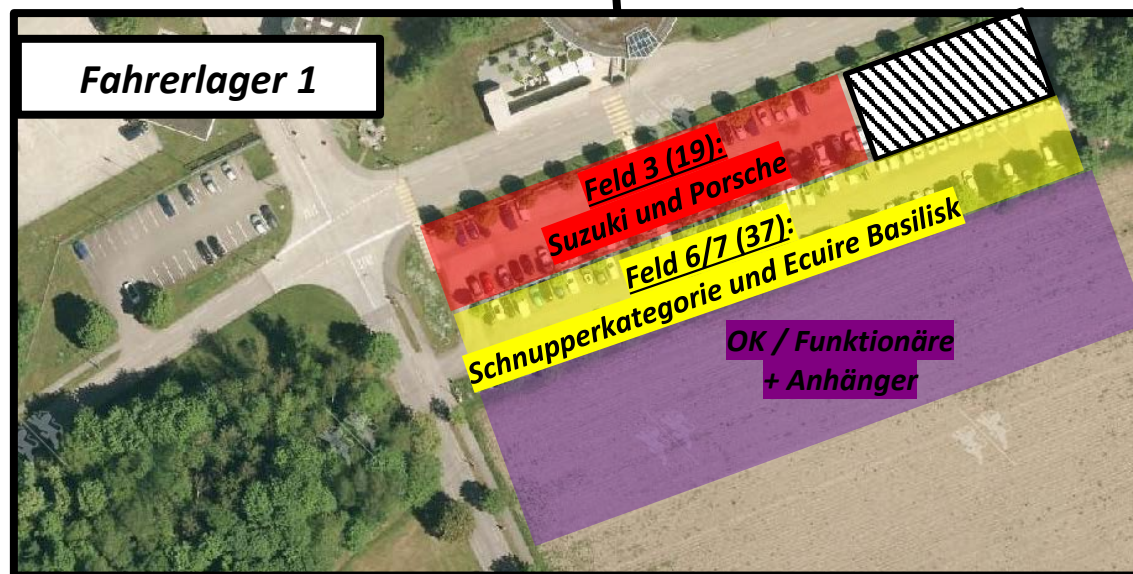 Fahrerlager 1
Feld 3 (19):
Suzuki und Porsche
Feld 6/7 (37):
Schnupperkategorie und Ecuire Basilisk
OK / Funktionäre
+ Anhänger